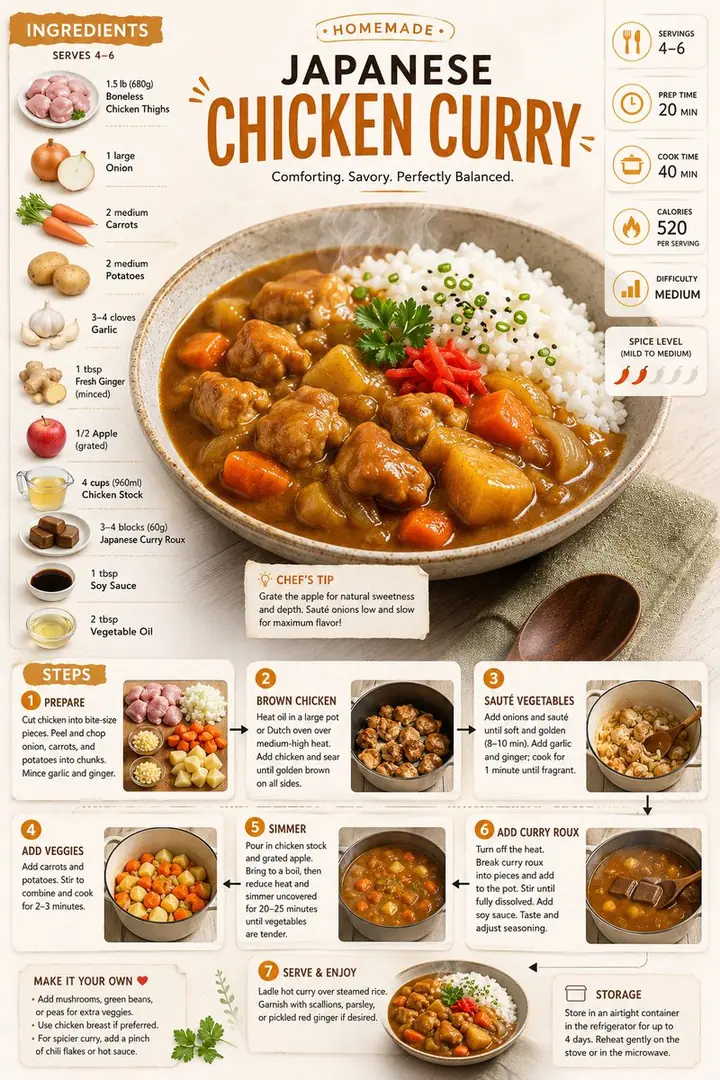 INGREDIENTS
SERVES 4–6
1.5 lb (680g)
Boneless
Chicken Thighs
1 large
Onion
2 medium
Carrots
2 medium
Potatoes
3–4 cloves
Garlic
1 tbsp
Fresh Ginger
(minced)
1/2 Apple
(grated)
4 cups (960ml)
Chicken Stock
3–4 blocks (60g)
Japanese Curry Roux
1 tbsp
Soy Sauce
2 tbsp
Vegetable Oil
• HOMEMADE •
JAPANESE
CHICKEN CURRY
Comforting. Savory. Perfectly Balanced.
SERVINGS
4–6
PREP TIME
20 MIN
COOK TIME
40 MIN
CALORIES
520
PER SERVING
DIFFICULTY
MEDIUM
SPICE LEVEL
(MILD TO MEDIUM)
CHEF'S TIP
Grate the apple for natural sweetness
and depth. Sauté onions low and slow
for maximum flavor!
STEPS
1 PREPARE
Cut chicken into bite-size
pieces. Peel and chop
onion, carrots, and
potatoes into chunks.
Mince garlic and ginger.
2
BROWN CHICKEN
Heat oil in a large pot
or Dutch oven over
medium-high heat.
Add chicken and sear
until golden brown
on all sides.
3
SAUTÉ VEGETABLES
Add onions and sauté
until soft and golden
(8–10 min). Add garlic
and ginger; cook for
1 minute until fragrant.
4
ADD VEGGIES
Add carrots and
potatoes. Stir to
combine and cook
for 2–3 minutes.
5 SIMMER
Pour in chicken stock
and grated apple.
Bring to a boil, then
reduce heat and
simmer uncovered
for 20–25 minutes
until vegetables
are tender.
6 ADD CURRY ROUX
Turn off the heat.
Break curry roux
into pieces and add
to the pot. Stir until
fully dissolved. Add
soy sauce. Taste and
adjust seasoning.
MAKE IT YOUR OWN ♥
• Add mushrooms, green beans,
or peas for extra veggies.
• Use chicken breast if preferred.
• For spicier curry, add a pinch
of chili flakes or hot sauce.
7 SERVE & ENJOY
Ladle hot curry over steamed rice.
Garnish with scallions, parsley,
or pickled red ginger if desired.
STORAGE
Store in an airtight container
in the refrigerator for up to
4 days. Reheat gently on the
stove or in the microwave.